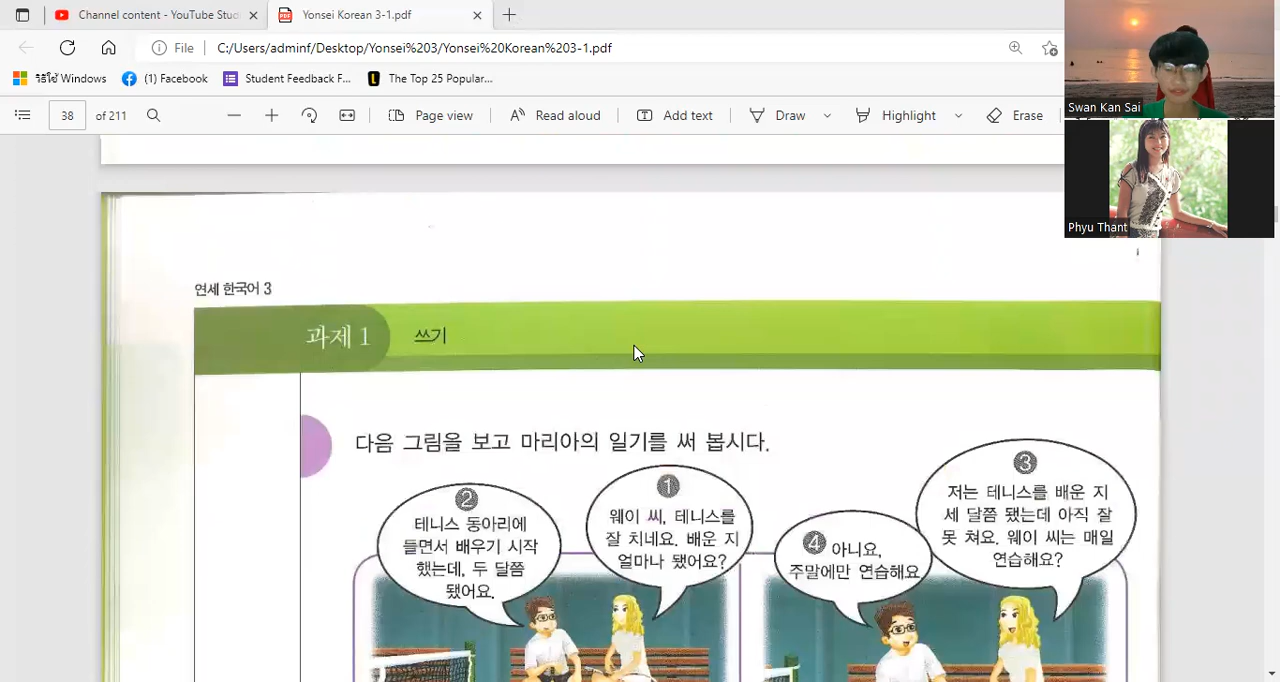 Channel content - YouTube Stu
Yonsei Korean 3-1.pdf
File
C:/Users/adminf/Desktop/Yonsei%203/Yonsei%20Korean%203-1.pdf
วิธีใช้ Windows
(1) Facebook
Student Feedback F...
The Top 25 Popular...
38
of 211
Page view
Read aloud
Add text
Draw
Highlight
Erase
Swan Kan Sai
Phyu Thant
연세 한국어 3
과제 1
쓰기
다음 그림을 보고 마리아의 일기를 써 봅시다.
1
웨이 씨, 테니스를
잘 치네요. 배운 지
얼마나 됐어요?
2
테니스 동아리에
들면서 배우기 시작
했는데, 두 달쯤
됐어요.
3
저는 테니스를 배운 지
세 달쯤 됐는데 아직 잘
못 쳐요. 웨이 씨는 매일
연습해요?
4
아니요,
주말에만 연습해요